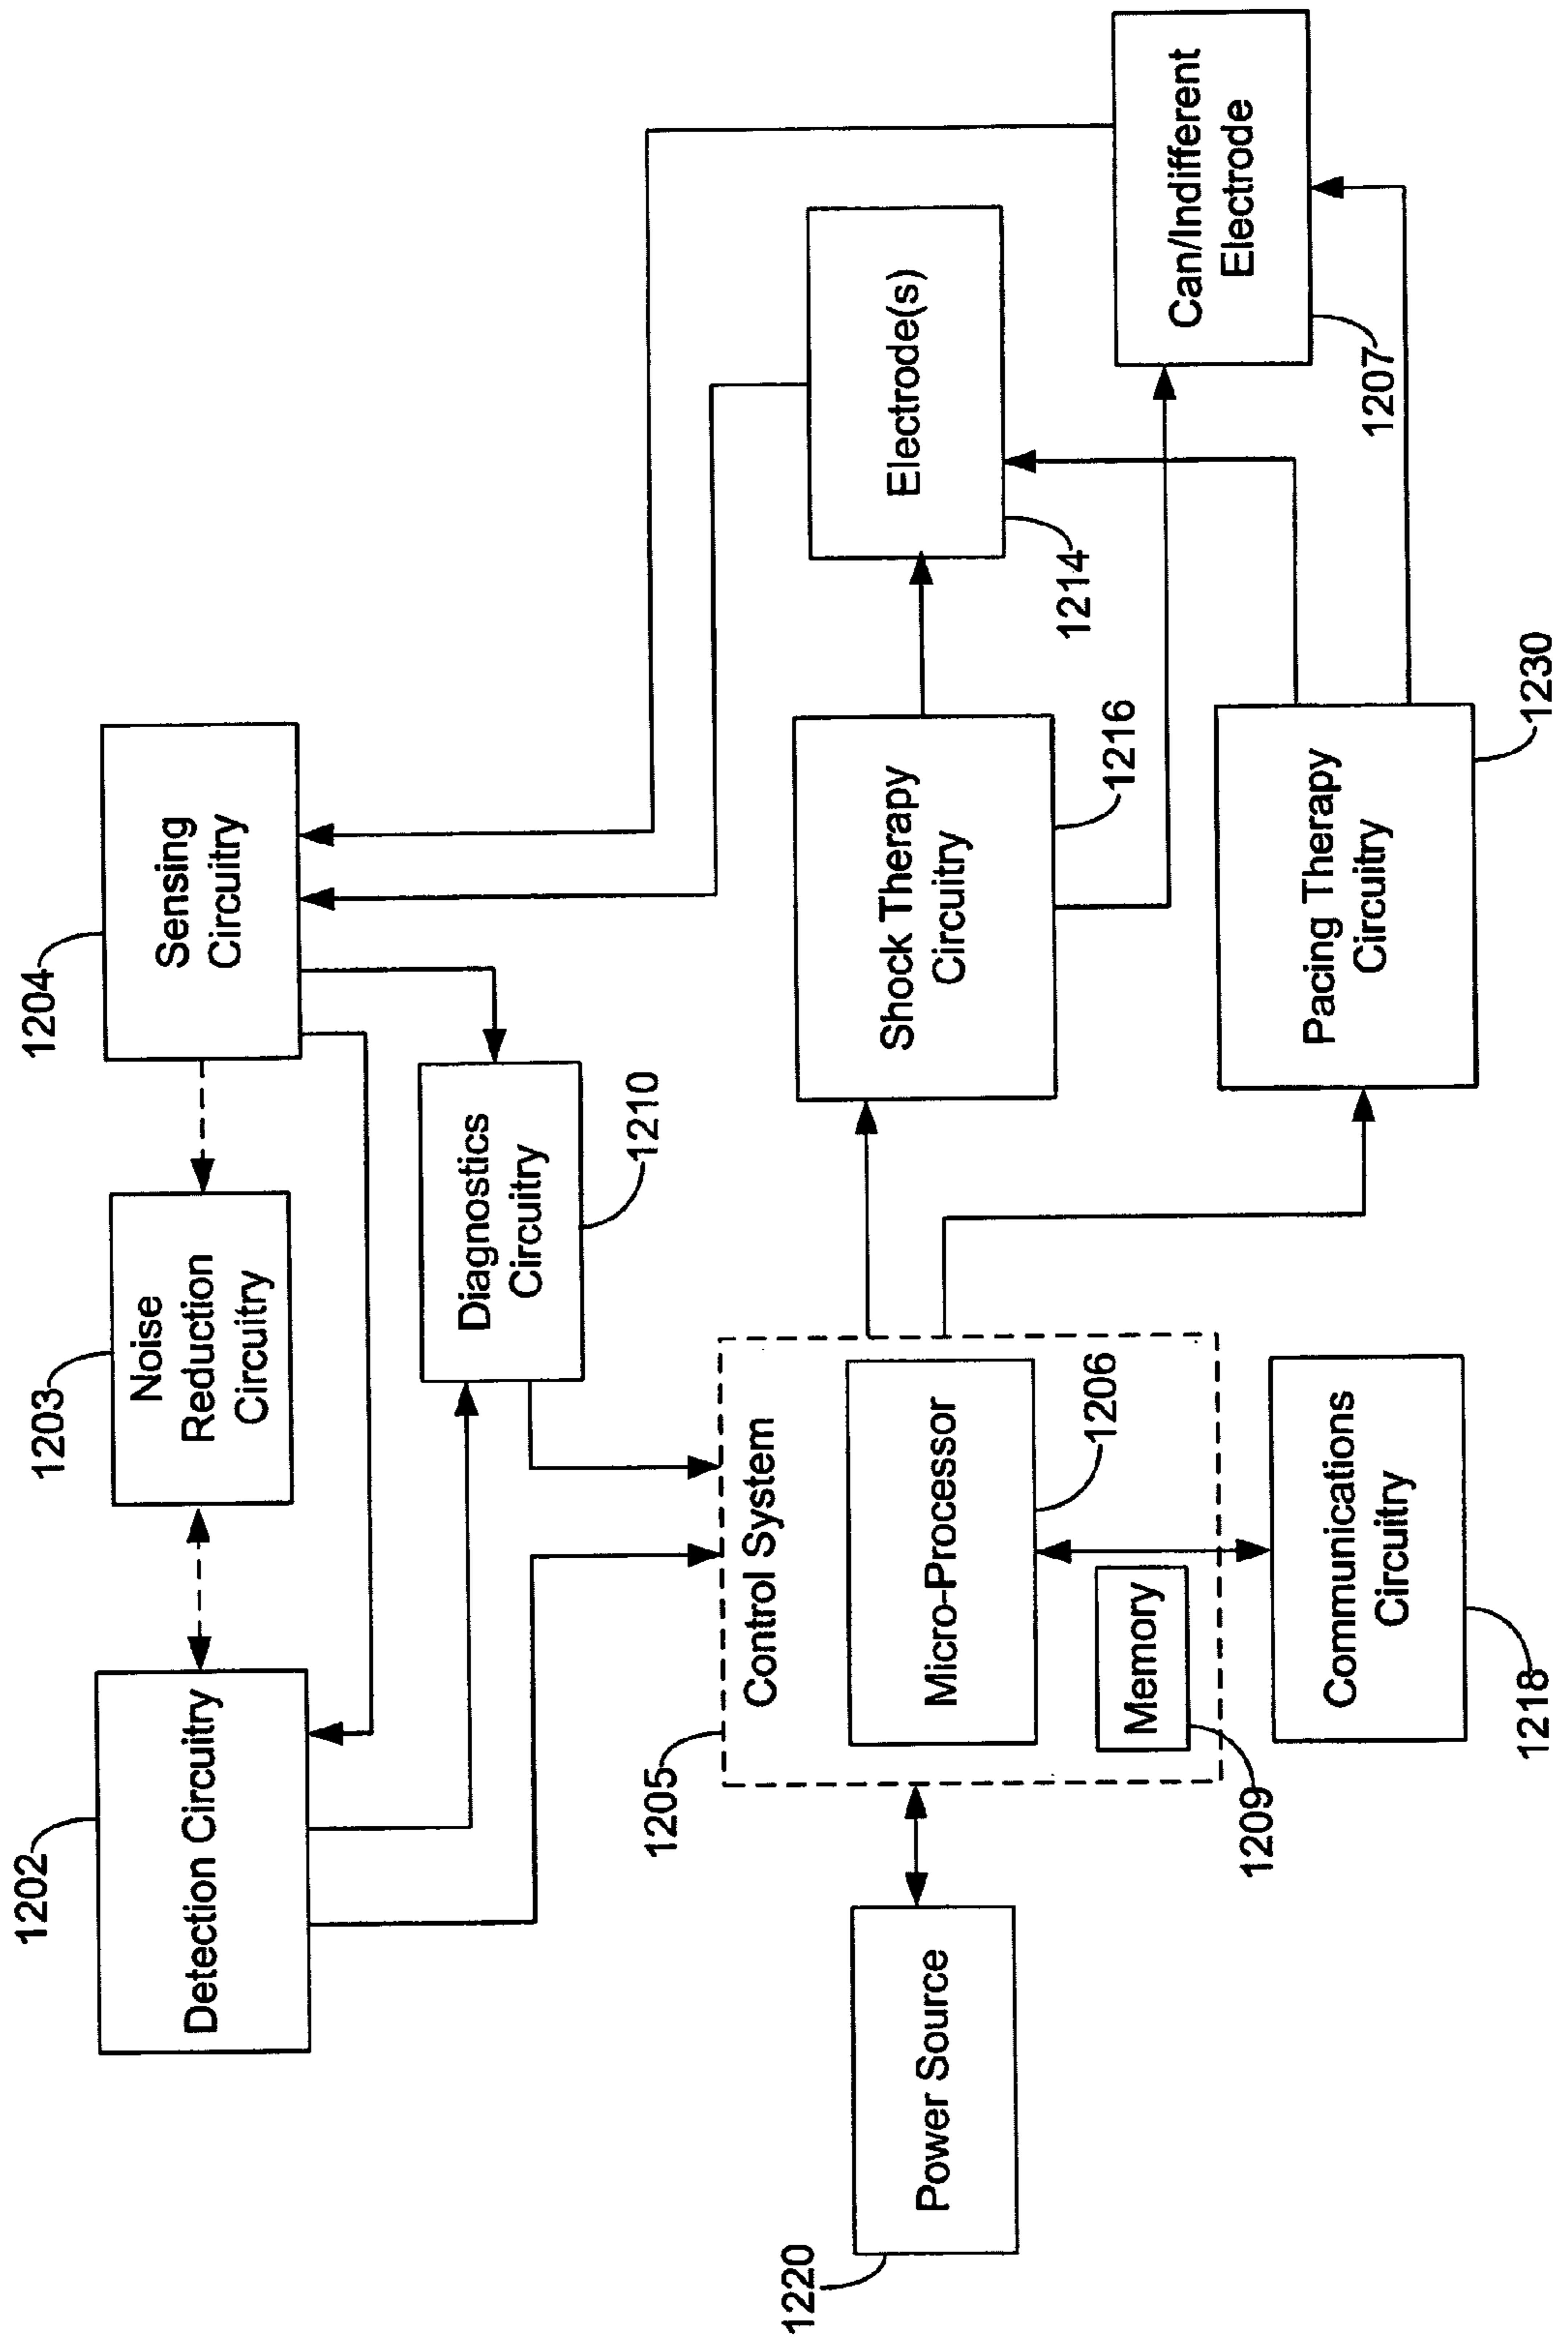 1202
Detection Circuitry
1203
Noise
Reduction
Circuitry
1204
Sensing
Circuitry
Diagnostics
Circuitry
1210
1205
Control System
Micro-Processor
1206
Memory
1209
1220
Power Source
Communications
Circuitry
1218
Shock Therapy
Circuitry
1216
Pacing Therapy
Circuitry
1230
Electrode(s)
1214
Can/Indifferent
Electrode
1207